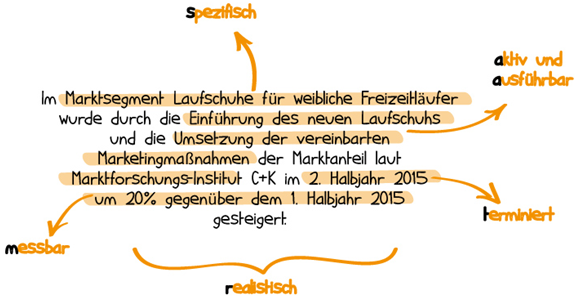 spezifisch
aktiv und
ausführbar
Im Marktsegment Laufschuhe für weibliche Freizeitläufer
wurde durch die Einführung des neuen Laufschuhs
und die Umsetzung der vereinbarten
Marketingmaßnahmen der Marktanteil laut
Marktforschungs-Institut C+K im 2. Halbjahr 2015
um 20% gegenüber dem 1. Halbjahr 2015
gesteigert.
terminiert
messbar
realistisch